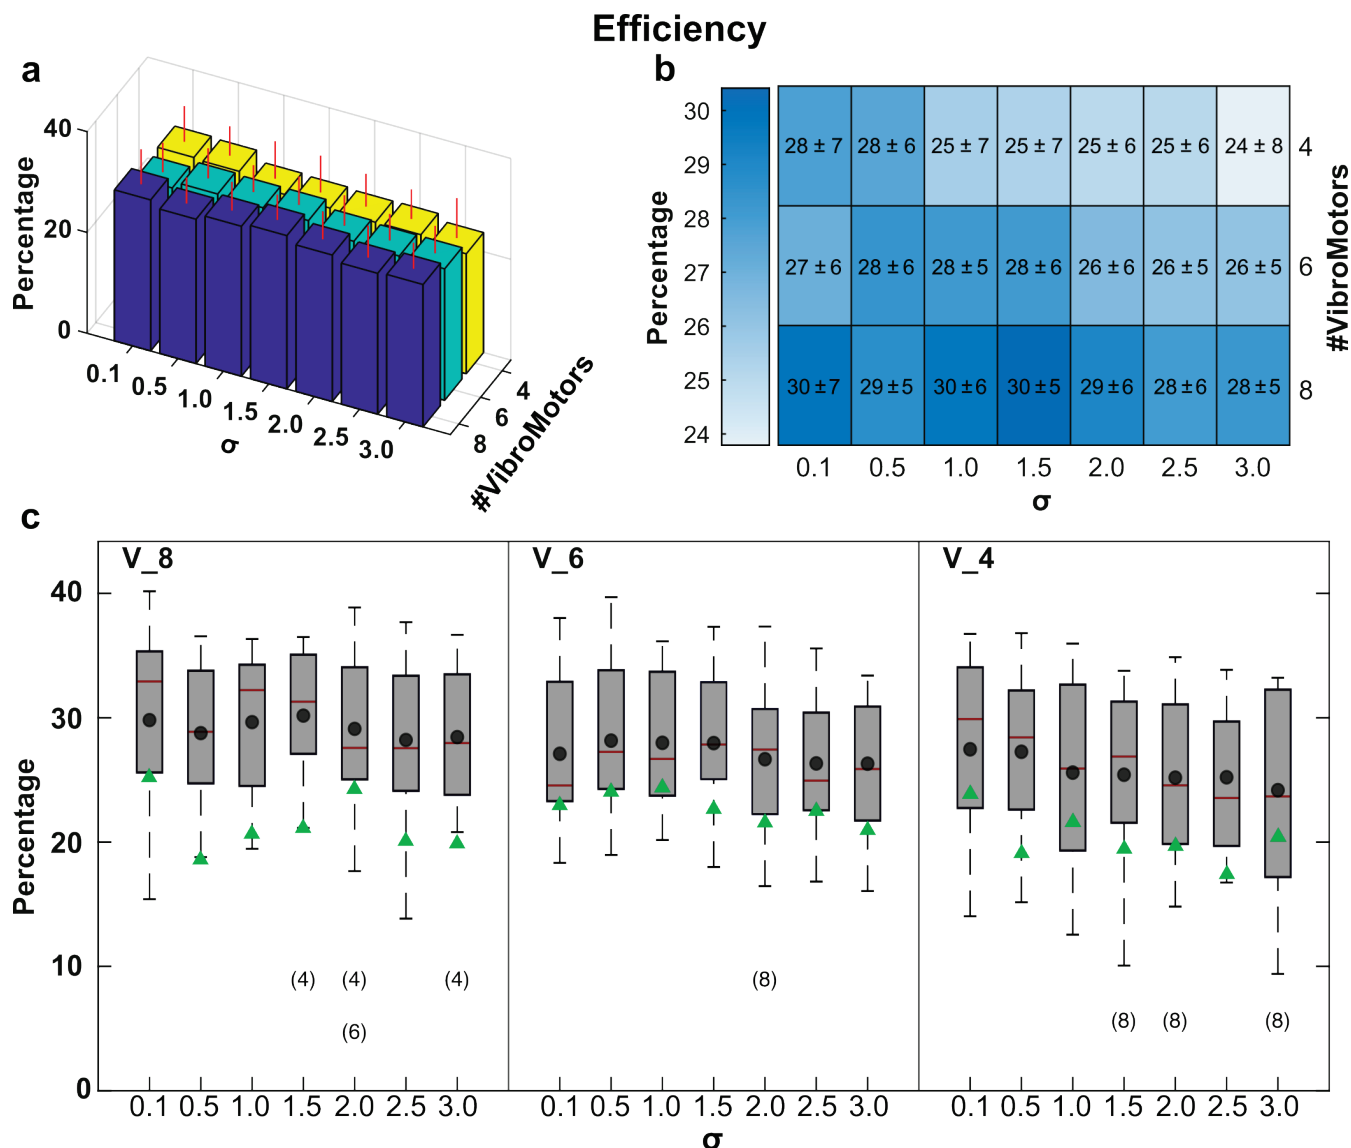 Efficiency
a
40
20
0
Percentage
0.1
0.5
1.0
1.5
2.0
2.5
3.0
σ
4
6
8
#VibroMotors
b
30
29
28
27
26
25
24
Percentage
28 ± 7 28 ± 6 25 ± 7 25 ± 7 25 ± 6 25 ± 6 24 ± 8 4
27 ± 6 28 ± 6 28 ± 5 28 ± 6 26 ± 6 26 ± 5 26 ± 5 6
30 ± 7 29 ± 5 30 ± 6 30 ± 5 29 ± 6 28 ± 6 28 ± 5 8
#VibroMotors
0.1 0.5 1.0 1.5 2.0 2.5 3.0
σ
c
V_8 V_6 V_4
40
30
20
10
0
Percentage
(4) (4) (4) (8)
(6) (8) (8) (8)
0.1 0.5 1.0 1.5 2.0 2.5 3.0 0.1 0.5 1.0 1.5 2.0 2.5 3.0 0.1 0.5 1.0 1.5 2.0 2.5 3.0
σ